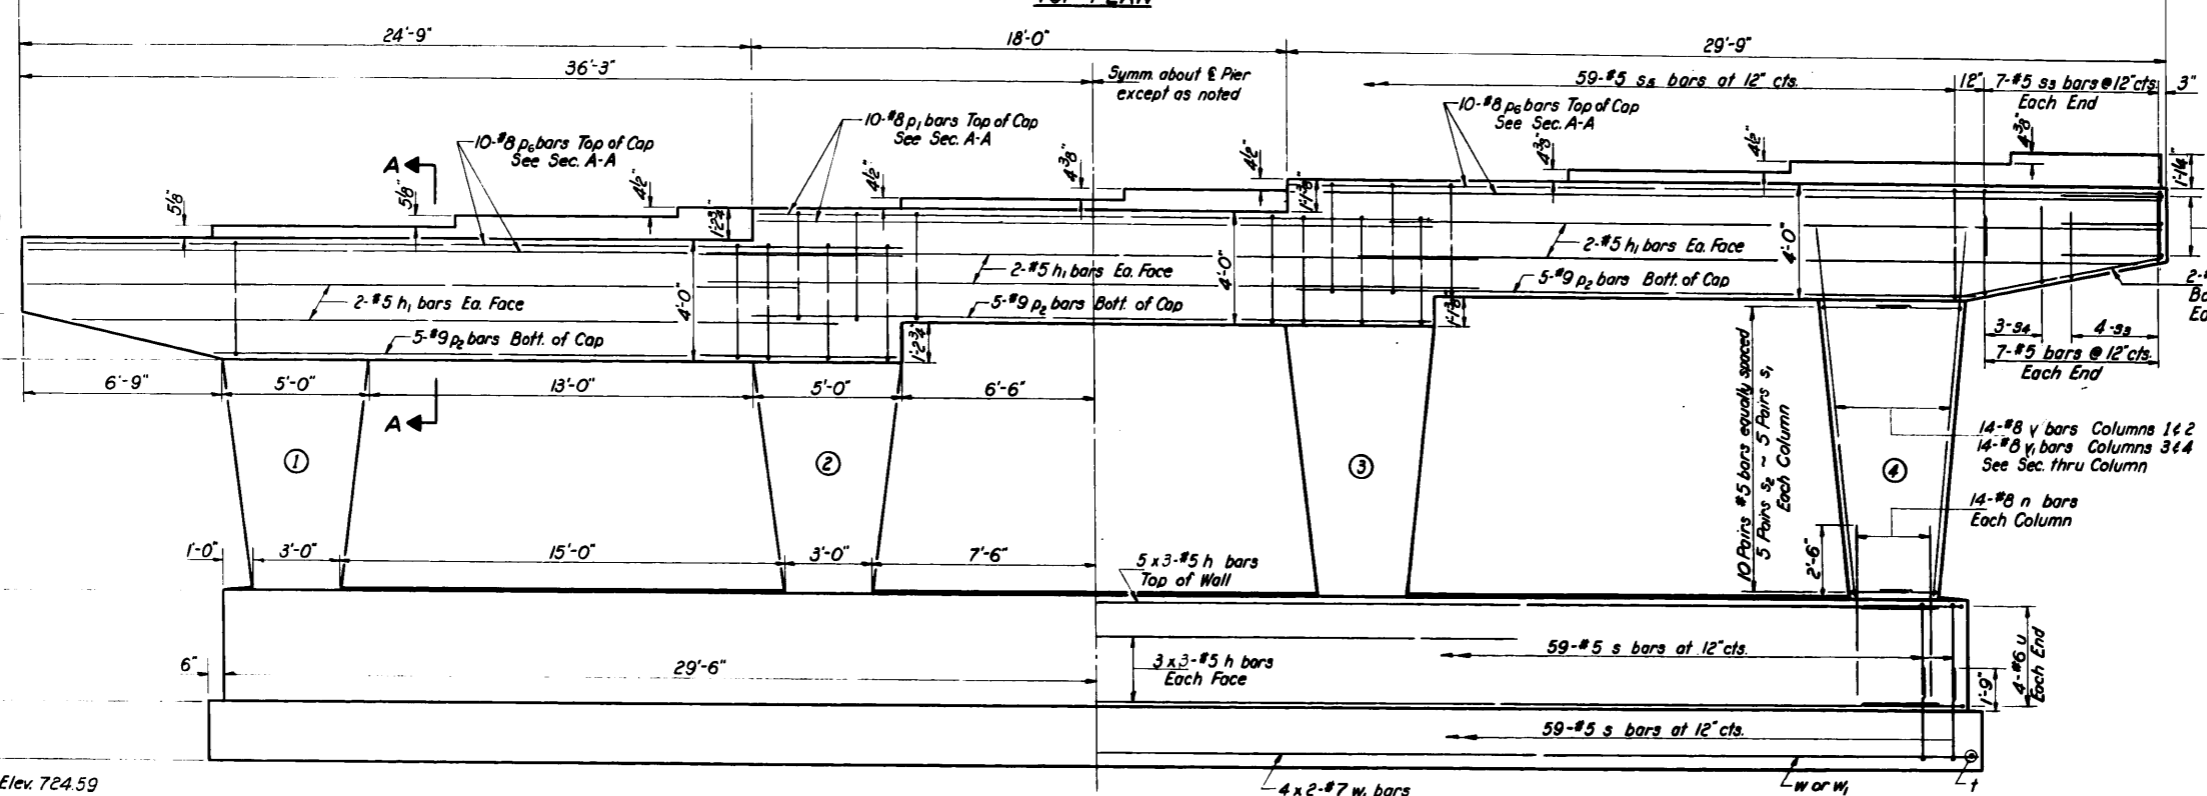 TOP PLAN
24'-9"
18'-0"
29'-9"
36'-3"
Symm. about ℄ Pier
except as noted
59-#5 s5 bars at 12" cts.
12"
7-#5 s3 bars @ 12" cts.
Each End
3"
10-#8 p6 bars Top of Cap
See Sec. A-A
10-#8 p1 bars Top of Cap
See Sec. A-A
10-#8 p6 bars Top of Cap
See Sec. A-A
A
5/8"
5/8"
4½"
1'-2¾"
4½"
4⅜"
4½"
4⅜"
4½"
4⅜"
1'-1¼"
2-#5 h1 bars Ea. Face
2-#5 h1 bars Ea. Face
2-#5 h1 bars Ea. Face
4'-0"
4'-0"
4'-0"
5-#9 p2 bars Bott. of Cap
5-#9 p2 bars Bott. of Cap
5-#9 p2 bars Bott. of Cap
1'-2¾"
2-#
Ea
3-s4
4-s3
7-#5 bars @ 12" cts.
Each End
6'-9"
5'-0"
13'-0"
5'-0"
6'-6"
A
1
2
3
4
10 Pairs #5 bars equally spaced
5 Pairs s2 ~ 5 Pairs s1
Each Column
14-#8 v bars Columns 1 & 2
14-#8 v1 bars Columns 3 & 4
See Sec. thru Column
14-#8 n bars
Each Column
2'-6"
1'-0"
3'-0"
15'-0"
3'-0"
7'-6"
5 x 3-#5 h bars
Top of Wall
6"
29'-6"
3 x 3-#5 h bars
Each Face
59-#5 s bars at 12" cts.
4-#6 u
Each End
1'-9"
59-#5 s bars at 12" cts.
Elev. 724.59
4 x 2-#7 w1 bars
w or w1
t